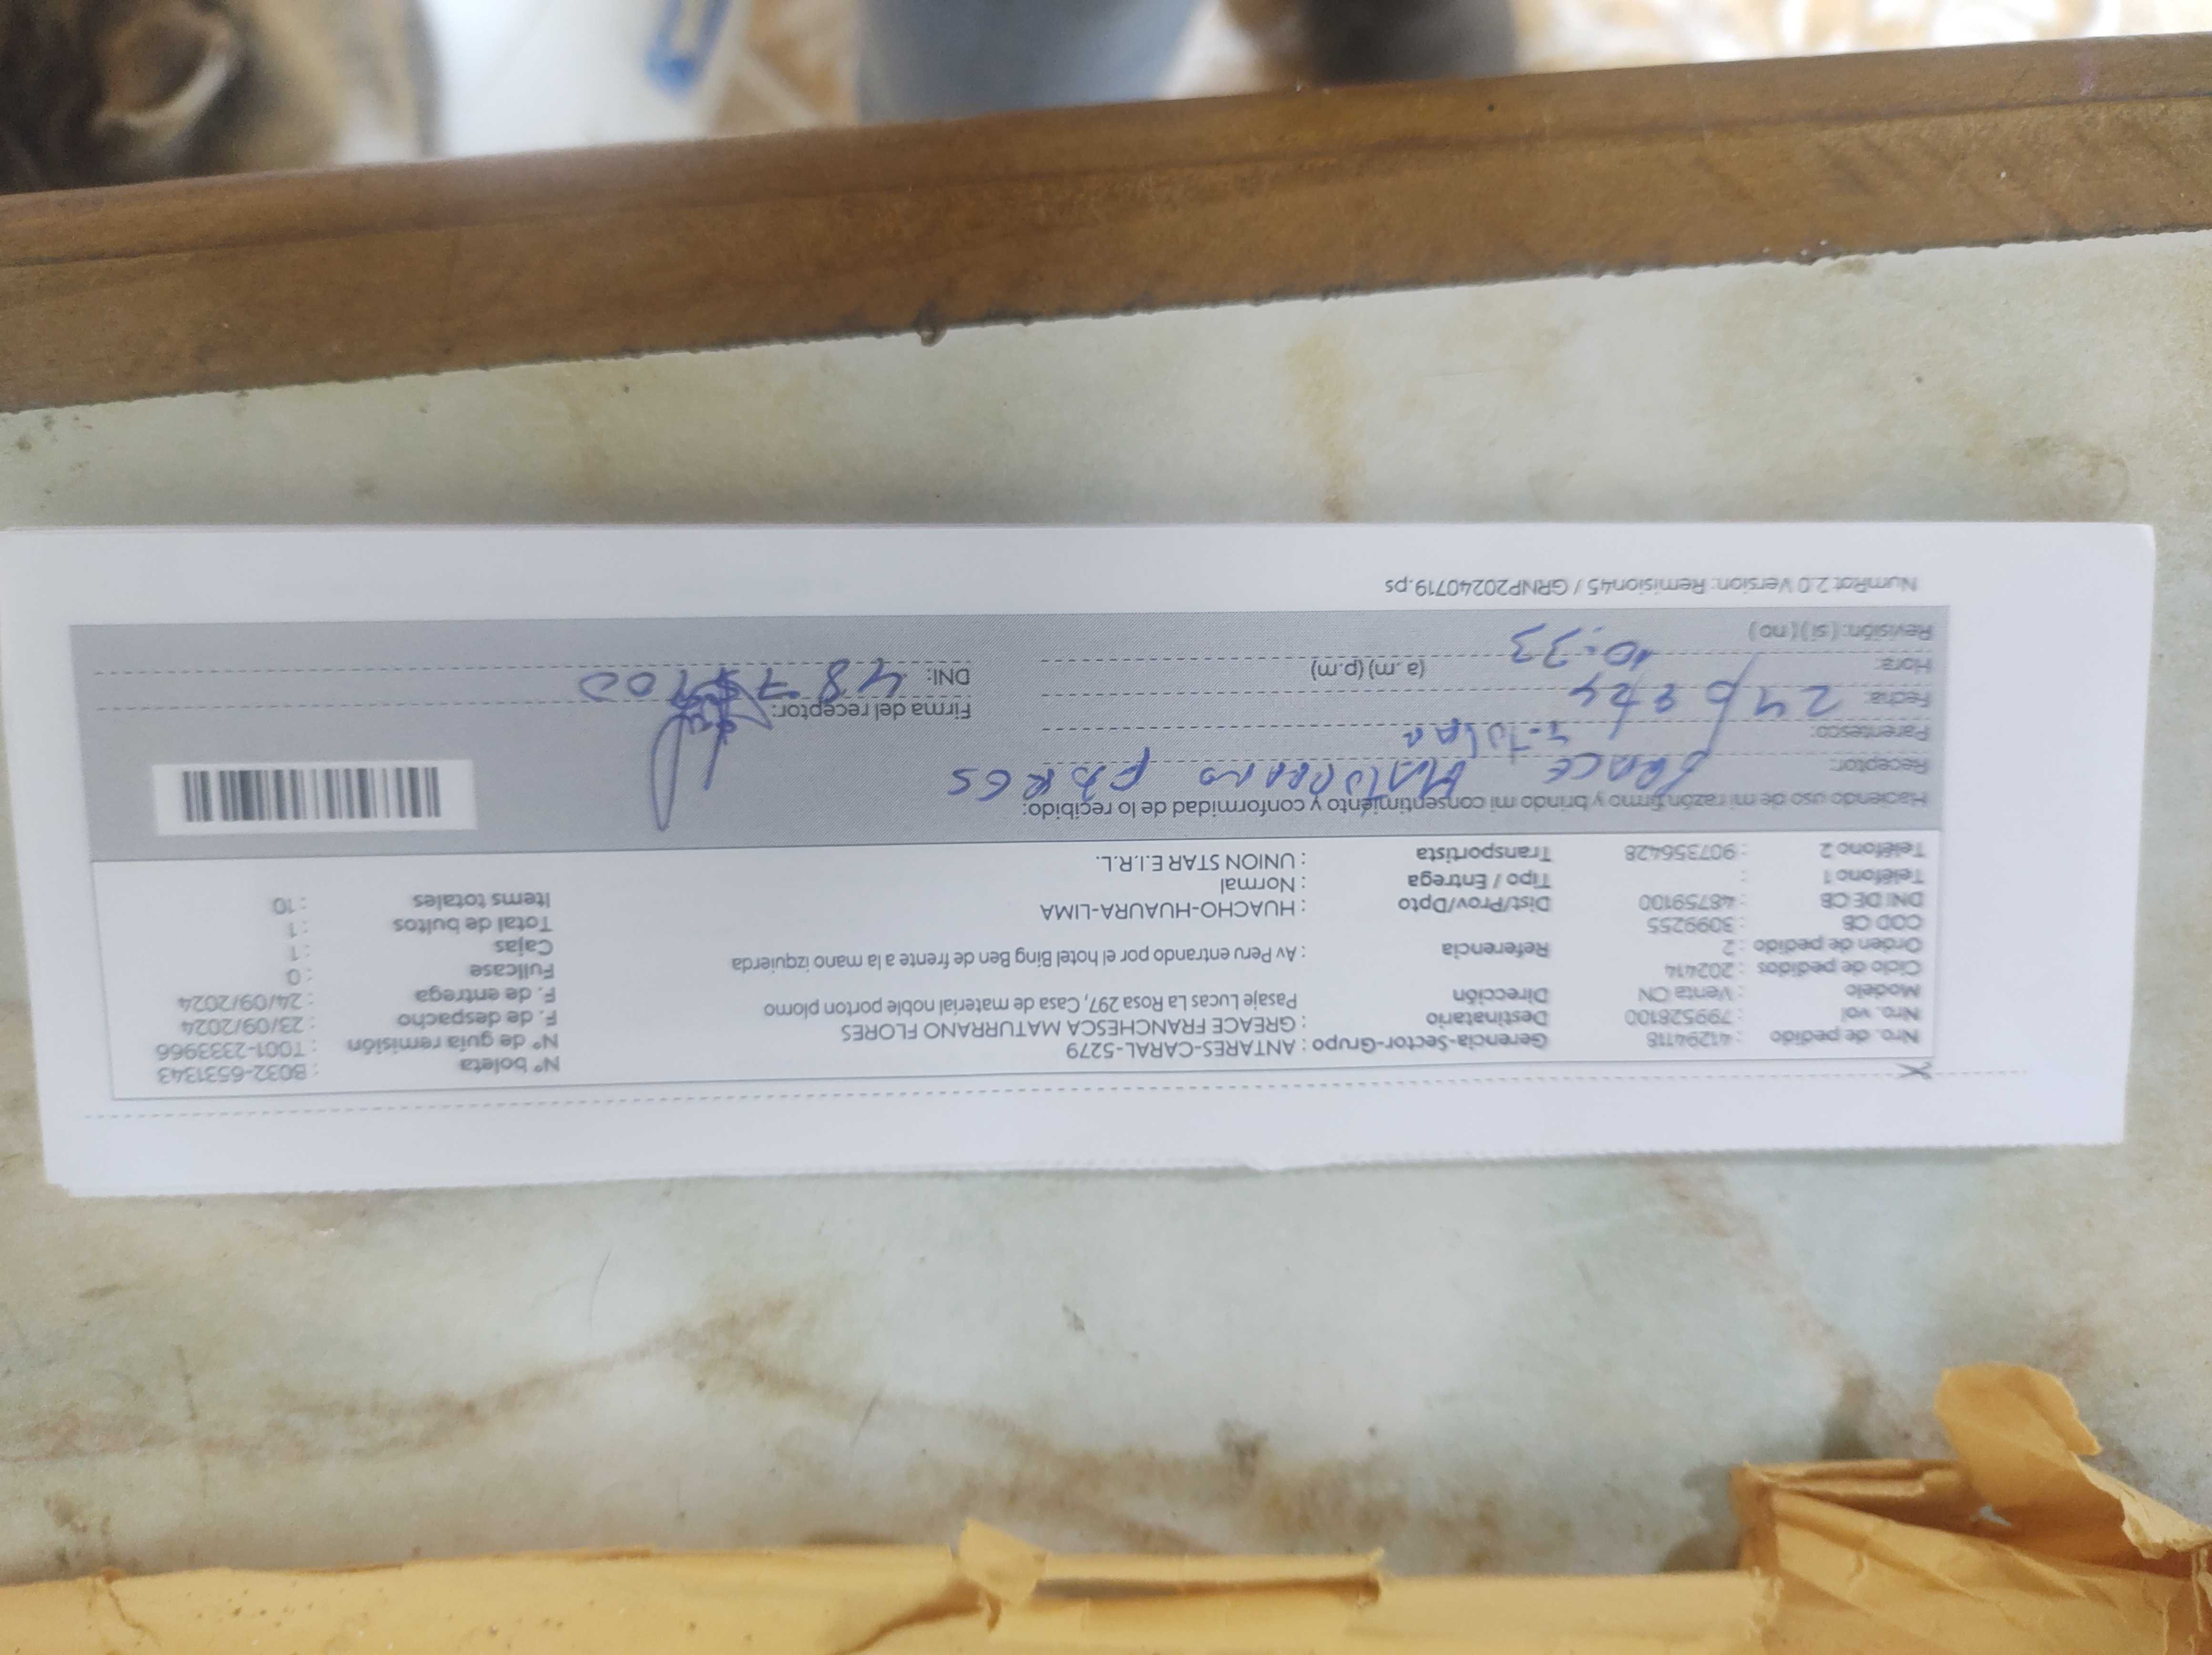 Nro. de pedido : 41294118 Gerencia-Sector-Grupo : ANTARES-CARAL-5279 N° boleta : B032-6531343
Nro. vol : 799528100 Destinatario : GREACE FRANCHESCA MATURRANO FLORES N° de guía remisión : T001-2333966
Modelo : Venta CN Dirección Pasaje Lucas La Rosa 297, Casa de material noble porton plomo F. de despacho : 23/09/2024
Ciclo de pedidos : 202414 F. de entrega : 24/09/2024
Orden de pedido : 2 Referencia : Av Peru entrando por el hotel Bing Ben de frente a la mano izquierda Fullcase : 0
COD CB : 3099255 Cajas : 1
DNI DE CB : 48759100 Dist/Prov/Dpto : HUACHO-HUAURA-LIMA Total de bultos : 1
Teléfono 1 : Tipo / Entrega : Normal Items totales : 10
Teléfono 2 : 907356428 Transportista : UNION STAR E.I.R.L.
Haciendo uso de mi razón firmo y brindo mi consentimiento y conformidad de lo recibido:
Receptor: MATURRANO
Parentesco: Titular
Fecha: 24/9/24 Firma del receptor:
Hora: 10:33 (a.m) (p.m) DNI:
Revisión: (si) (no)
NumRot 2.0 Version: Remision45 / GRNP20240719.ps